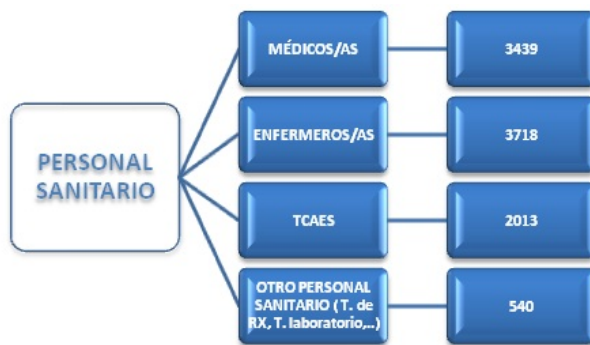 PERSONAL
SANITARIO
MÉDICOS/AS
3439
ENFERMEROS/AS
3718
TCAES
2013
OTRO PERSONAL
SANITARIO ( T. de
RX, T. laboratorio,..)
540